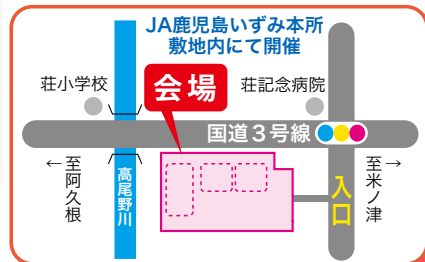 JA鹿児島いずみ本所
敷地内にて開催
荘小学校
会場
荘記念病院
国道3号線
←至阿久根
高尾野川
入口
至米ノ津→